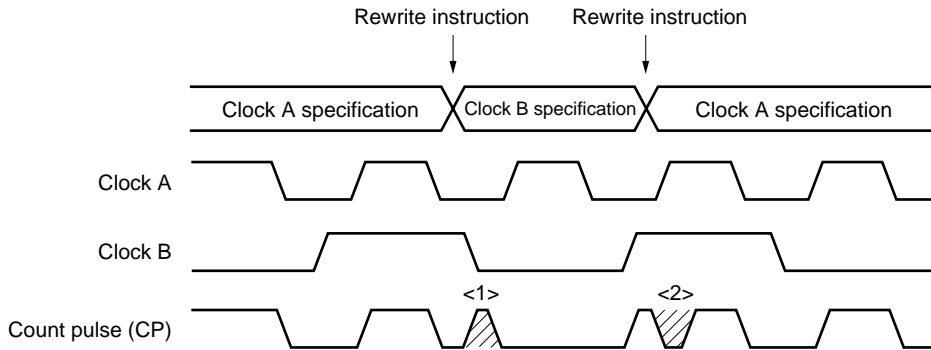 Rewrite instruction Rewrite instruction
Clock A specification Clock B specification Clock A specification
Clock A
Clock B
<1> <2>
Count pulse (CP)